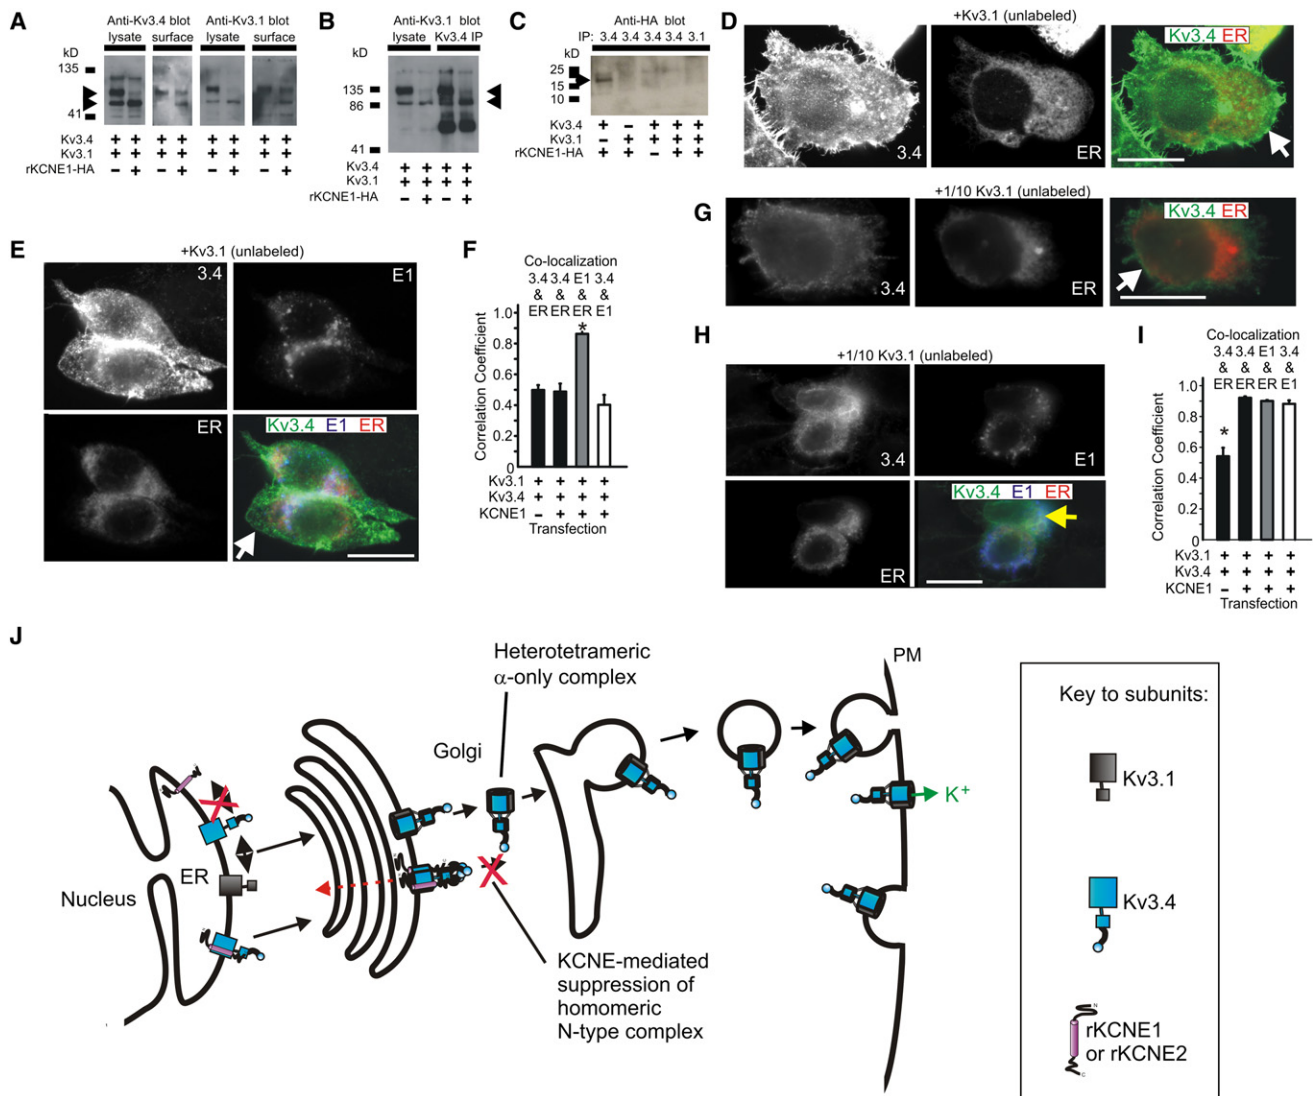 A
Anti-Kv3.4 blot Anti-Kv3.1 blot
lysate surface lysate surface
kD
135
41
Kv3.4 + + + + + + + +
Kv3.1 + + + + + + + +
rKCNE1-HA – + – + – + – +
B
Anti-Kv3.1 blot
lysate Kv3.4 IP
kD
135
86
41
Kv3.4 + + + +
Kv3.1 + + + +
rKCNE1-HA – + – +
C
Anti-HA blot
IP: 3.4 3.4 3.4 3.4 3.1
kD
25
15
10
Kv3.4 + – + + +
Kv3.1 – + + + +
rKCNE1-HA + + – + +
D
+Kv3.1 (unlabeled)
3.4
ER
Kv3.4 ER
G
+1/10 Kv3.1 (unlabeled)
3.4
ER
Kv3.4 ER
E
+Kv3.1 (unlabeled)
3.4
E1
ER
Kv3.4 E1 ER
F
Co-localization
3.4 3.4 E1 3.4
& & & &
ER ER ER E1
Correlation Coefficient
1.0
0.8
0.6
0.4
0.2
0
*
Kv3.1 + + + +
Kv3.4 + + + +
KCNE1 – + + +
Transfection
H
+1/10 Kv3.1 (unlabeled)
3.4
E1
ER
Kv3.4 E1 ER
I
Co-localization
3.4 3.4 E1 3.4
& & & &
ER ER ER E1
Correlation Coefficient
1.0
0.8
0.6
0.4
0.2
0
*
Kv3.1 + + + +
Kv3.4 + + + +
KCNE1 – + + +
Transfection
J
Heterotetrameric
α-only complex
Golgi
PM
K+
ER
Nucleus
KCNE-mediated
suppression of
homomeric
N-type complex
Key to subunits:
Kv3.1
Kv3.4
N
rKCNE1
or rKCNE2
C